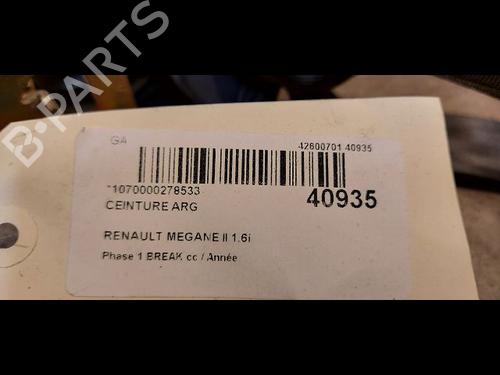 B-PARTS
GA
42600701 40935
*1070000278533
40935
CEINTURE ARG
RENAULT MEGANE II 1.6i
Phase 1 BREAK cc / Année